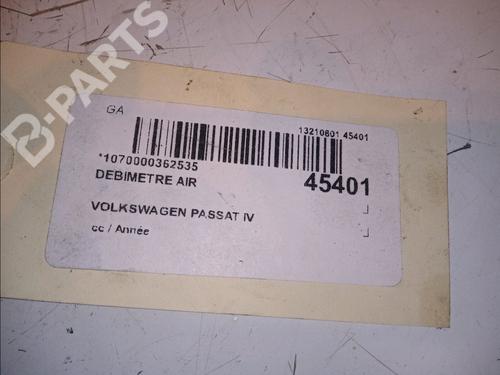 B-PARTS
GA
13210601 45401
*1070000362535
DEBIMETRE AIR
45401
VOLKSWAGEN PASSAT IV
cc / Année